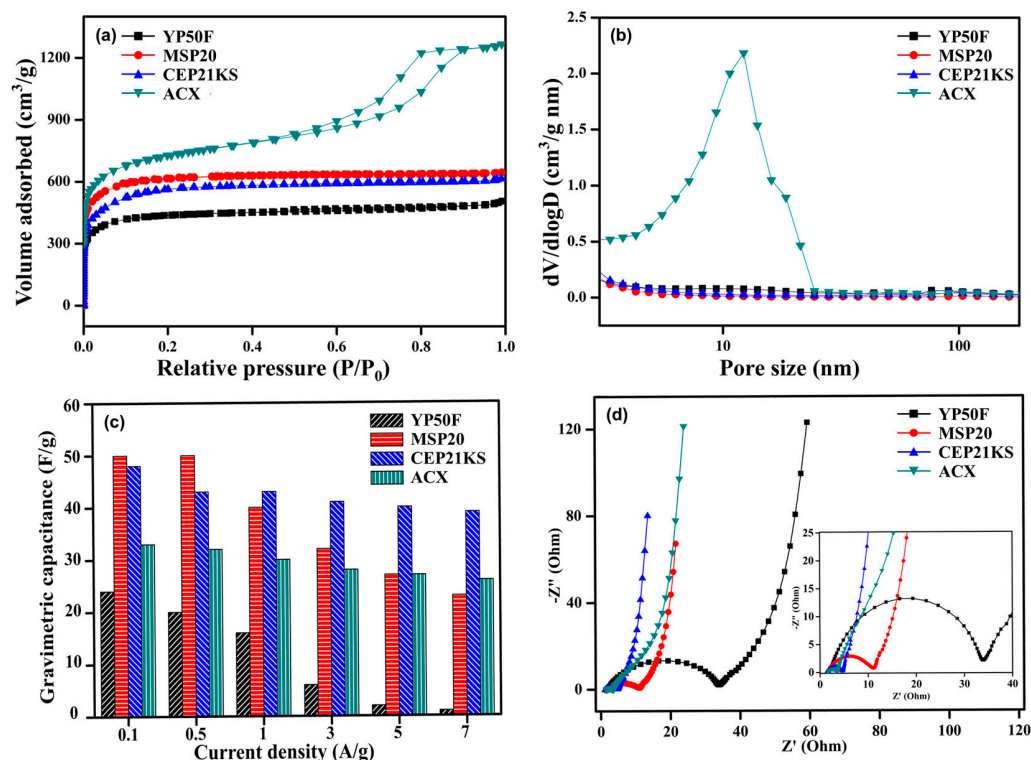 (a)
YP50F
MSP20
CEP21KS
ACX
Volume adsorbed (cm³/g)
1200
900
600
300
0
0.0 0.2 0.4 0.6 0.8 1.0
Relative pressure (P/P₀)
(b)
YP50F
MSP20
CEP21KS
ACX
dV/dlogD (cm³/g nm)
2.5
2.0
1.5
1.0
0.5
0.0
10 100
Pore size (nm)
(c)
YP50F
MSP20
CEP21KS
ACX
Gravimetric capacitance (F/g)
60
50
40
30
20
10
0
0.1 0.5 1 3 5 7
Current density (A/g)
(d)
YP50F
MSP20
CEP21KS
ACX
-Z'' (Ohm)
120
80
40
0
0 20 40 60 80 100 120
Z' (Ohm)
-Z'' (Ohm)
25
20
15
10
5
0
0 10 20 30 40
Z' (Ohm)